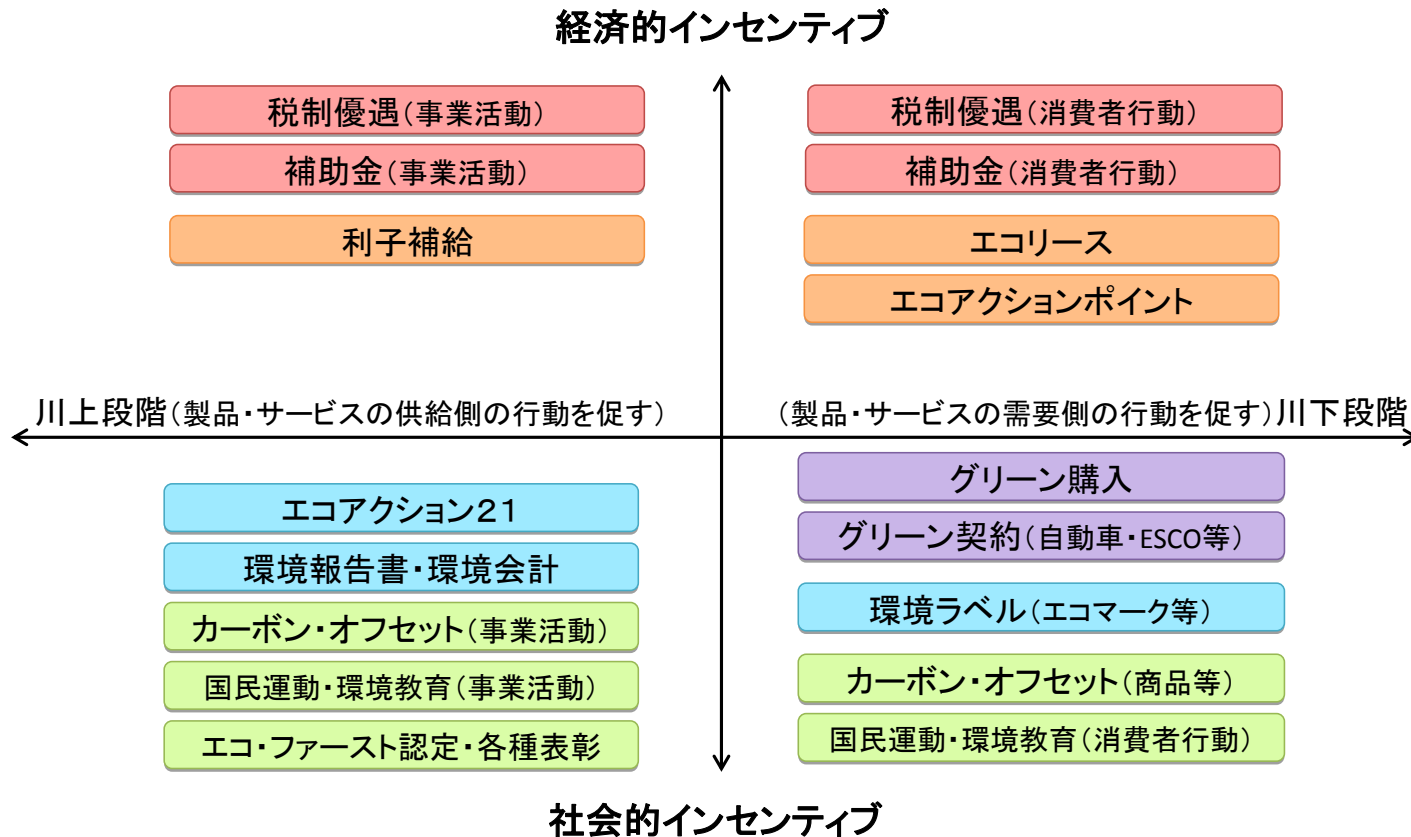 経済的インセンティブ
税制優遇(事業活動)
補助金(事業活動)
利子補給
税制優遇(消費者行動)
補助金(消費者行動)
エコリース
エコアクションポイント
川上段階(製品・サービスの供給側の行動を促す)
(製品・サービスの需要側の行動を促す)川下段階
エコアクション21
環境報告書・環境会計
カーボン・オフセット(事業活動)
国民運動・環境教育(事業活動)
エコ・ファースト認定・各種表彰
グリーン購入
グリーン契約(自動車・ESCO等)
環境ラベル(エコマーク等)
カーボン・オフセット(商品等)
国民運動・環境教育(消費者行動)
社会的インセンティブ